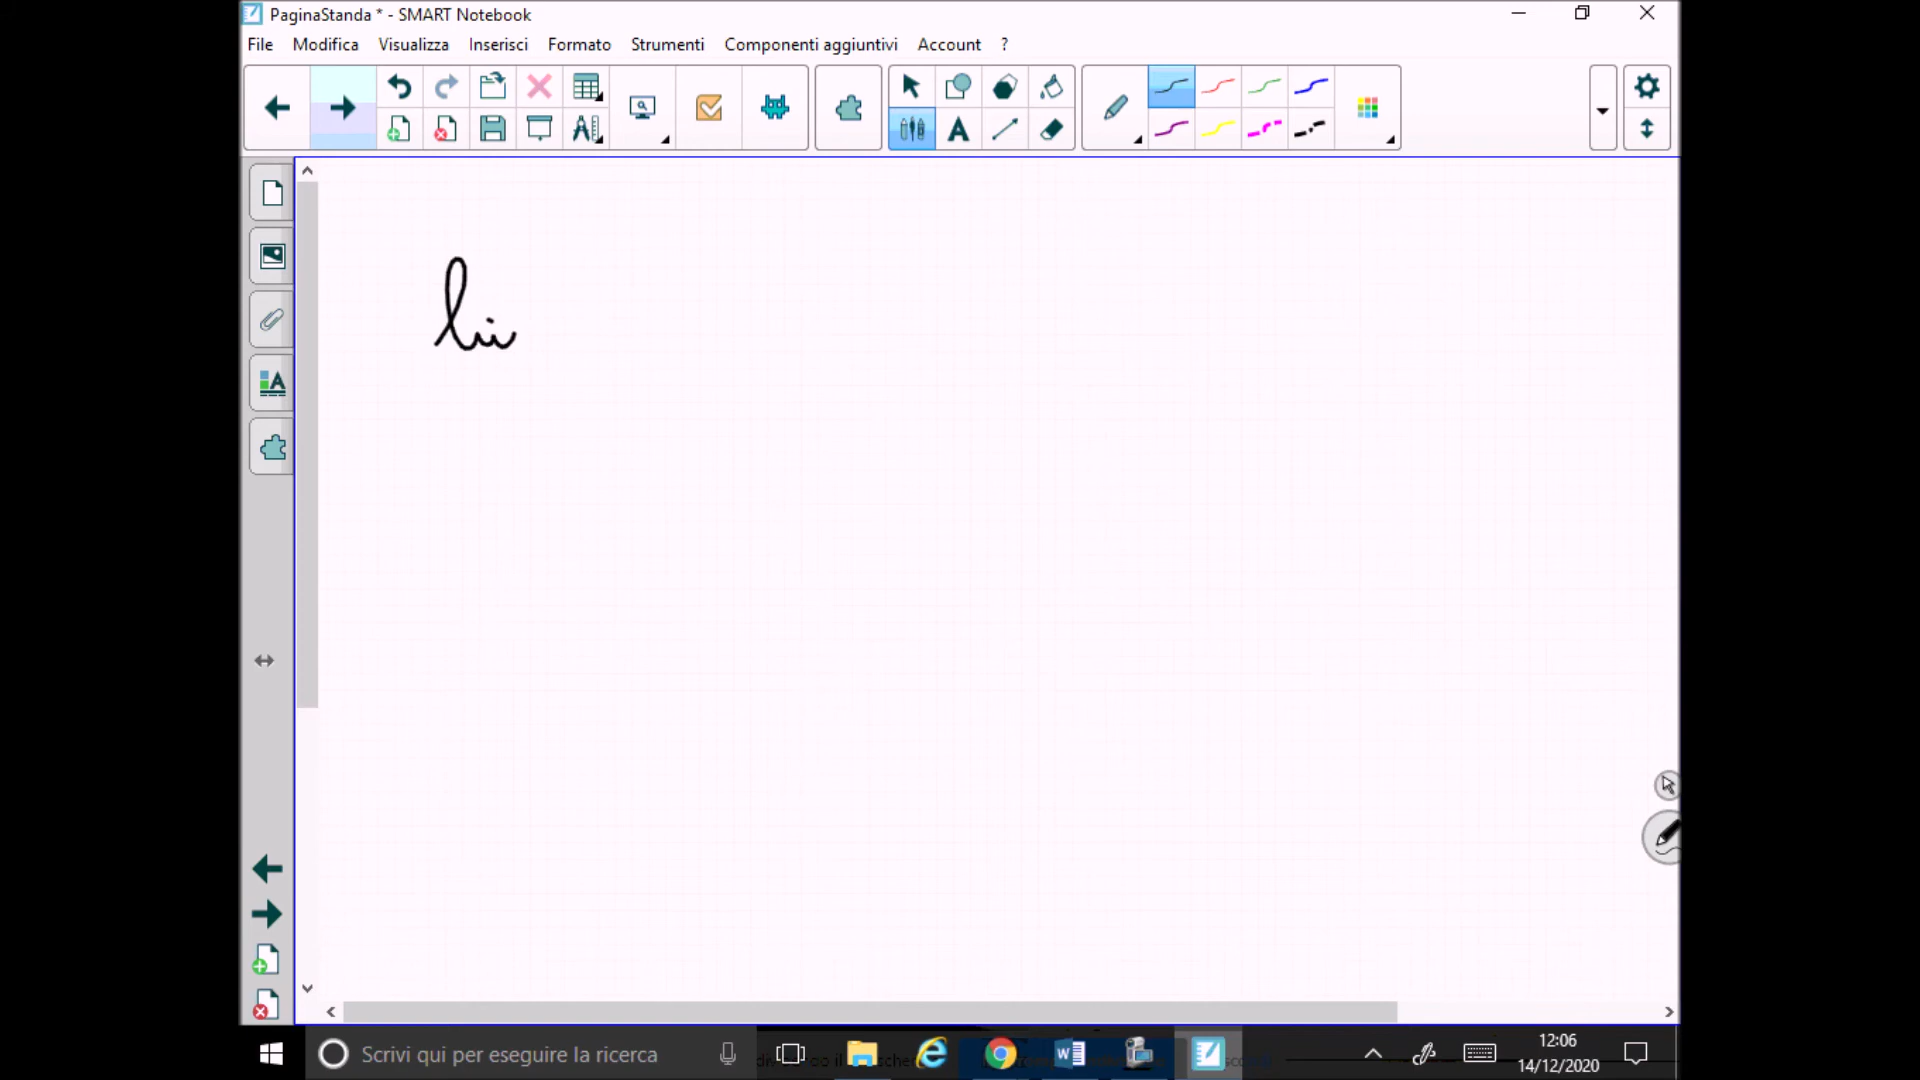 PaginaStanda * - SMART Notebook
File Modifica Visualizza Inserisci Formato Strumenti Componenti aggiuntivi Account ?
Scrivi qui per eseguire la ricerca
12:06
14/12/2020